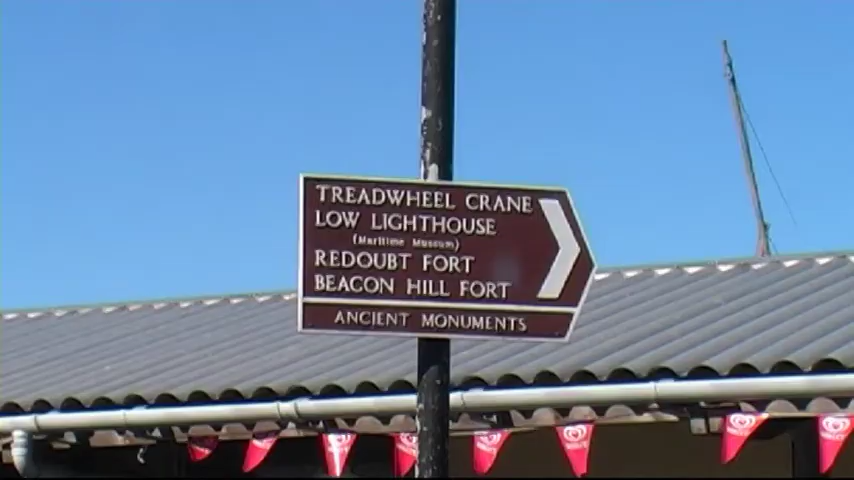 TREADWHEEL CRANE
LOW LIGHTHOUSE
(Maritime Museum)
REDOUBT FORT
BEACON HILL FORT
ANCIENT MONUMENTS